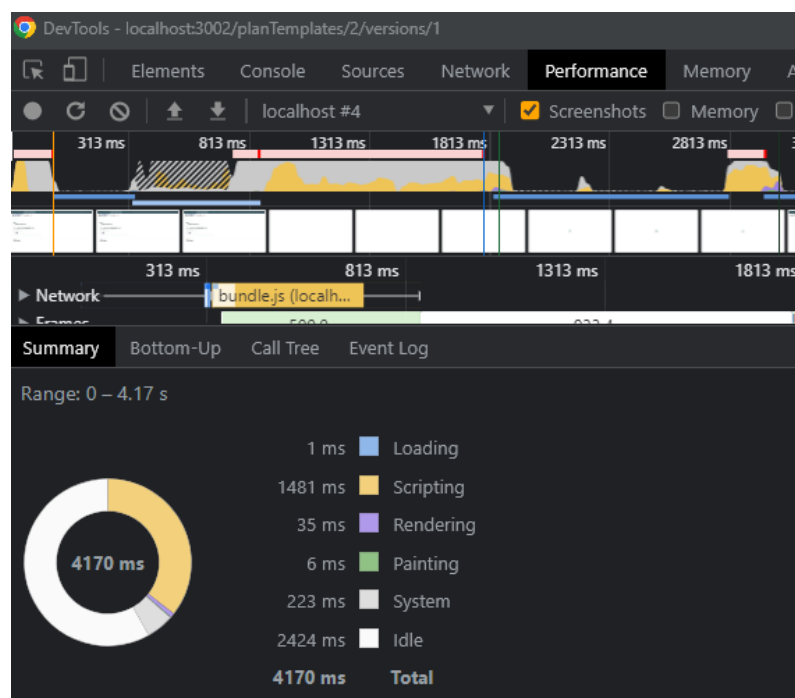 DevTools - localhost:3002/planTemplates/2/versions/1
Elements Console Sources Network Performance Memory
localhost #4 Screenshots Memory
313 ms 813 ms 1313 ms 1813 ms 2313 ms 2813 ms
313 ms 813 ms 1313 ms 1813 ms
Network bundle.js (localh...
Frames
Summary Bottom-Up Call Tree Event Log
Range: 0 – 4.17 s
1 ms Loading
1481 ms Scripting
35 ms Rendering
4170 ms
6 ms Painting
223 ms System
2424 ms Idle
4170 ms Total